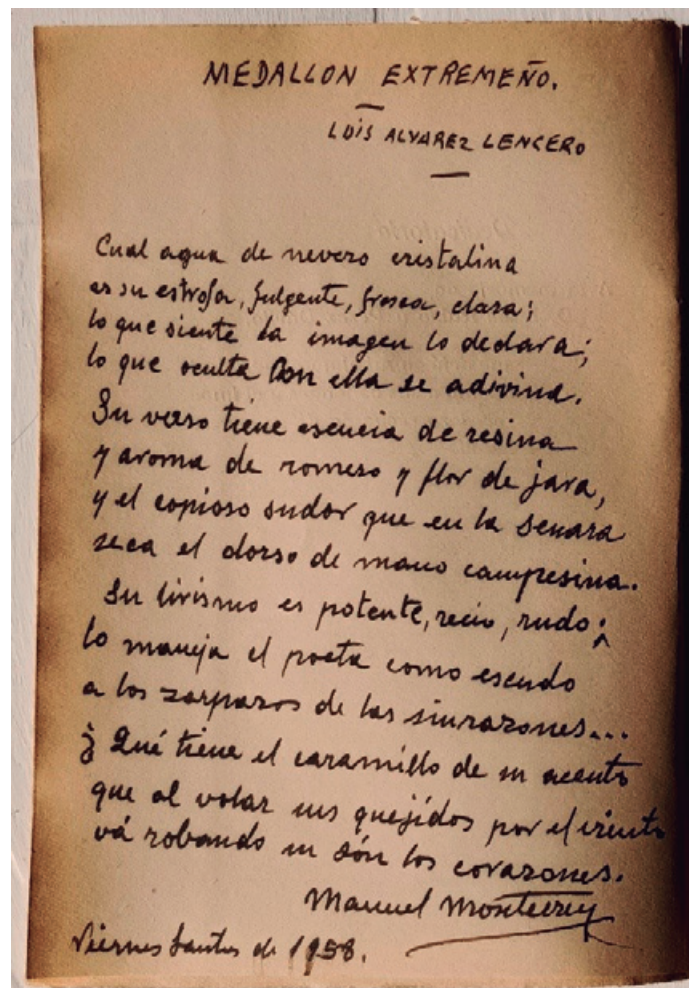 MEDALLON EXTREMEÑO.
LUIS ALVAREZ LENCERO
Cual agua de nevero cristalina
es su estrofa, fulgente, fresca, clara;
lo que siente la imagen lo declara;
lo que oculta con ella se adivina.
Su verso tiene esencia de resina
y aroma de romero y flor de jara,
y el copioso sudor que en la senara
seca el dorso de mano campesina.
Su lirismo es potente, recio, rudo;
lo maneja el poeta como escudo
a los zarpazos de las sinrazones...
¿Qué tiene el caramillo de su acento
que al volar sus quejidos por el viento
vá robando su són los corazones.
Manuel Monterrey
Viernes Santo de 1958.